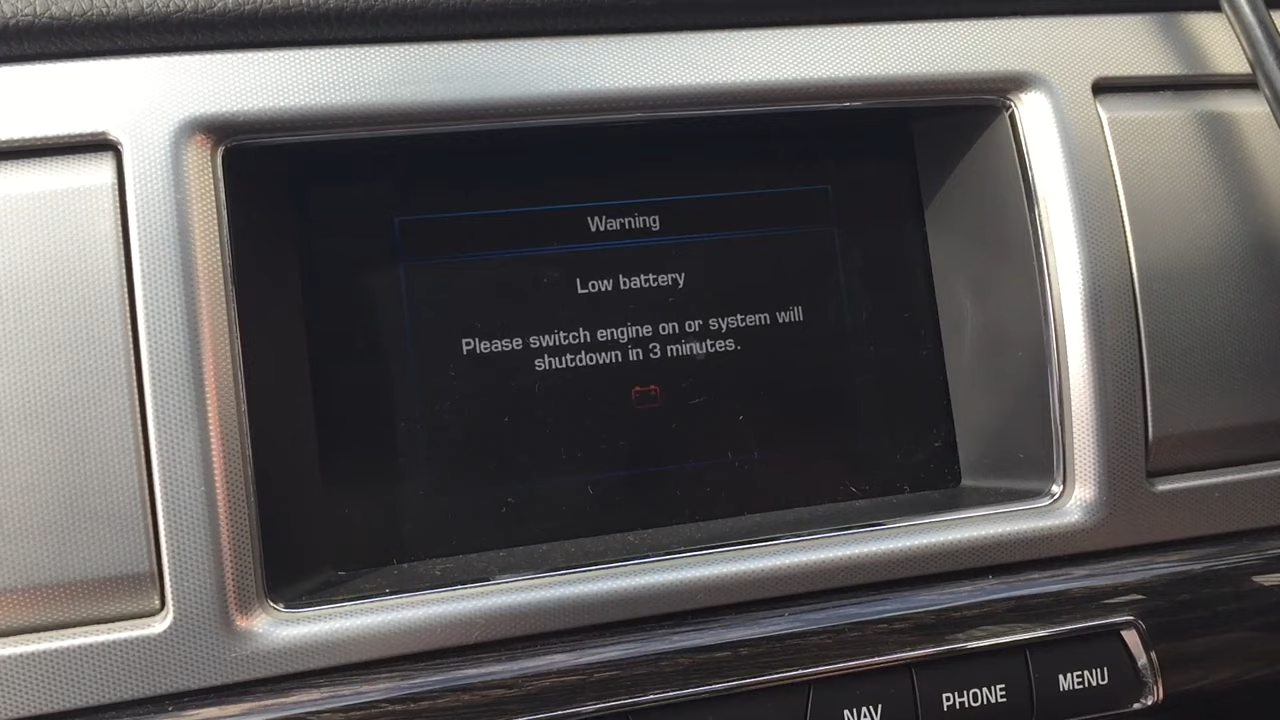 Warning
Low battery
Please switch engine on or system will
shutdown in 3 minutes.
NAV
PHONE
MENU